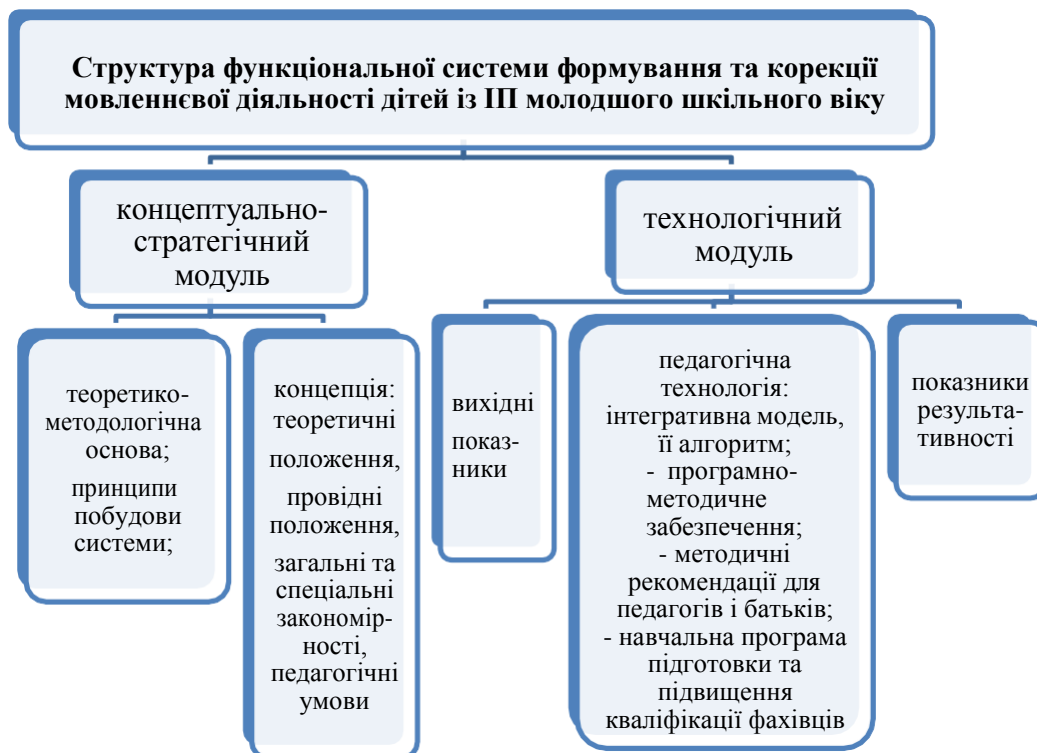 Структура функціональної системи формування та корекції
мовленнєвої діяльності дітей із ІП молодшого шкільного віку
концептуально-
стратегічний
модуль
технологічний
модуль
теоретико-
методологічна
основа;
принципи
побудови
системи;
концепція:
теоретичні
положення,
провідні
положення,
загальні та
спеціальні
закономір-
ності,
педагогічні
умови
вихідні
показ-
ники
педагогічна
технологія:
інтегративна модель,
її алгоритм;
- програмно-
методичне
забезпечення;
- методичні
рекомендації для
педагогів і батьків;
- навчальна програма
підготовки та
підвищення
кваліфікації фахівців
показники
результа-
тивності